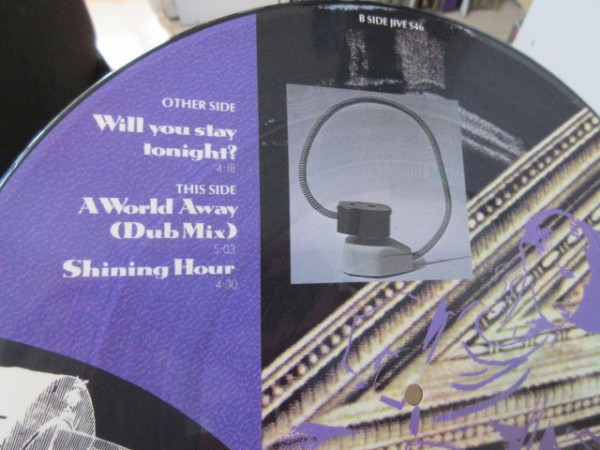 B SIDE JIVE S46
OTHER SIDE
Will you stay
tonight?
4:18
THIS SIDE
A World Away
(Dub Mix)
5:03
Shining Hour
4:30